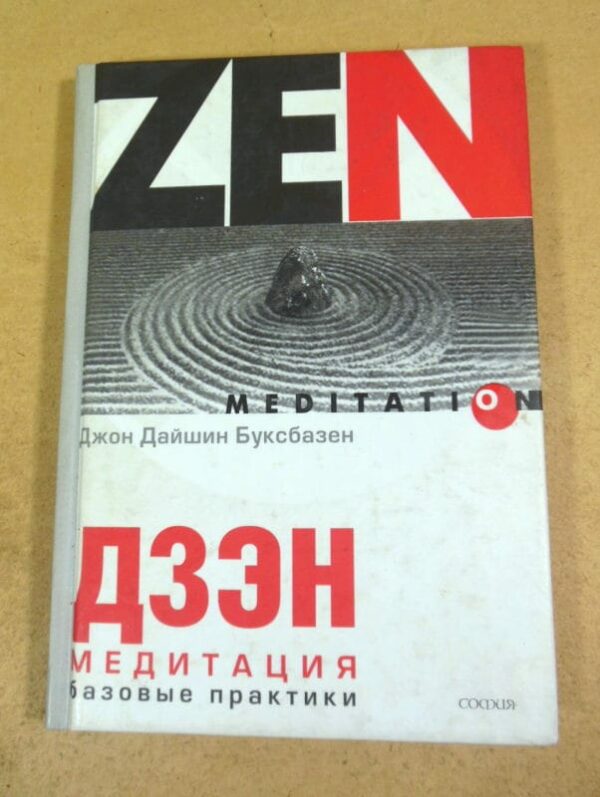 ZEN
MEDITATION
Джон Дайшин Буксбазен
ДЗЭН
МЕДИТАЦИЯ
базовые практики
СОФИЯ